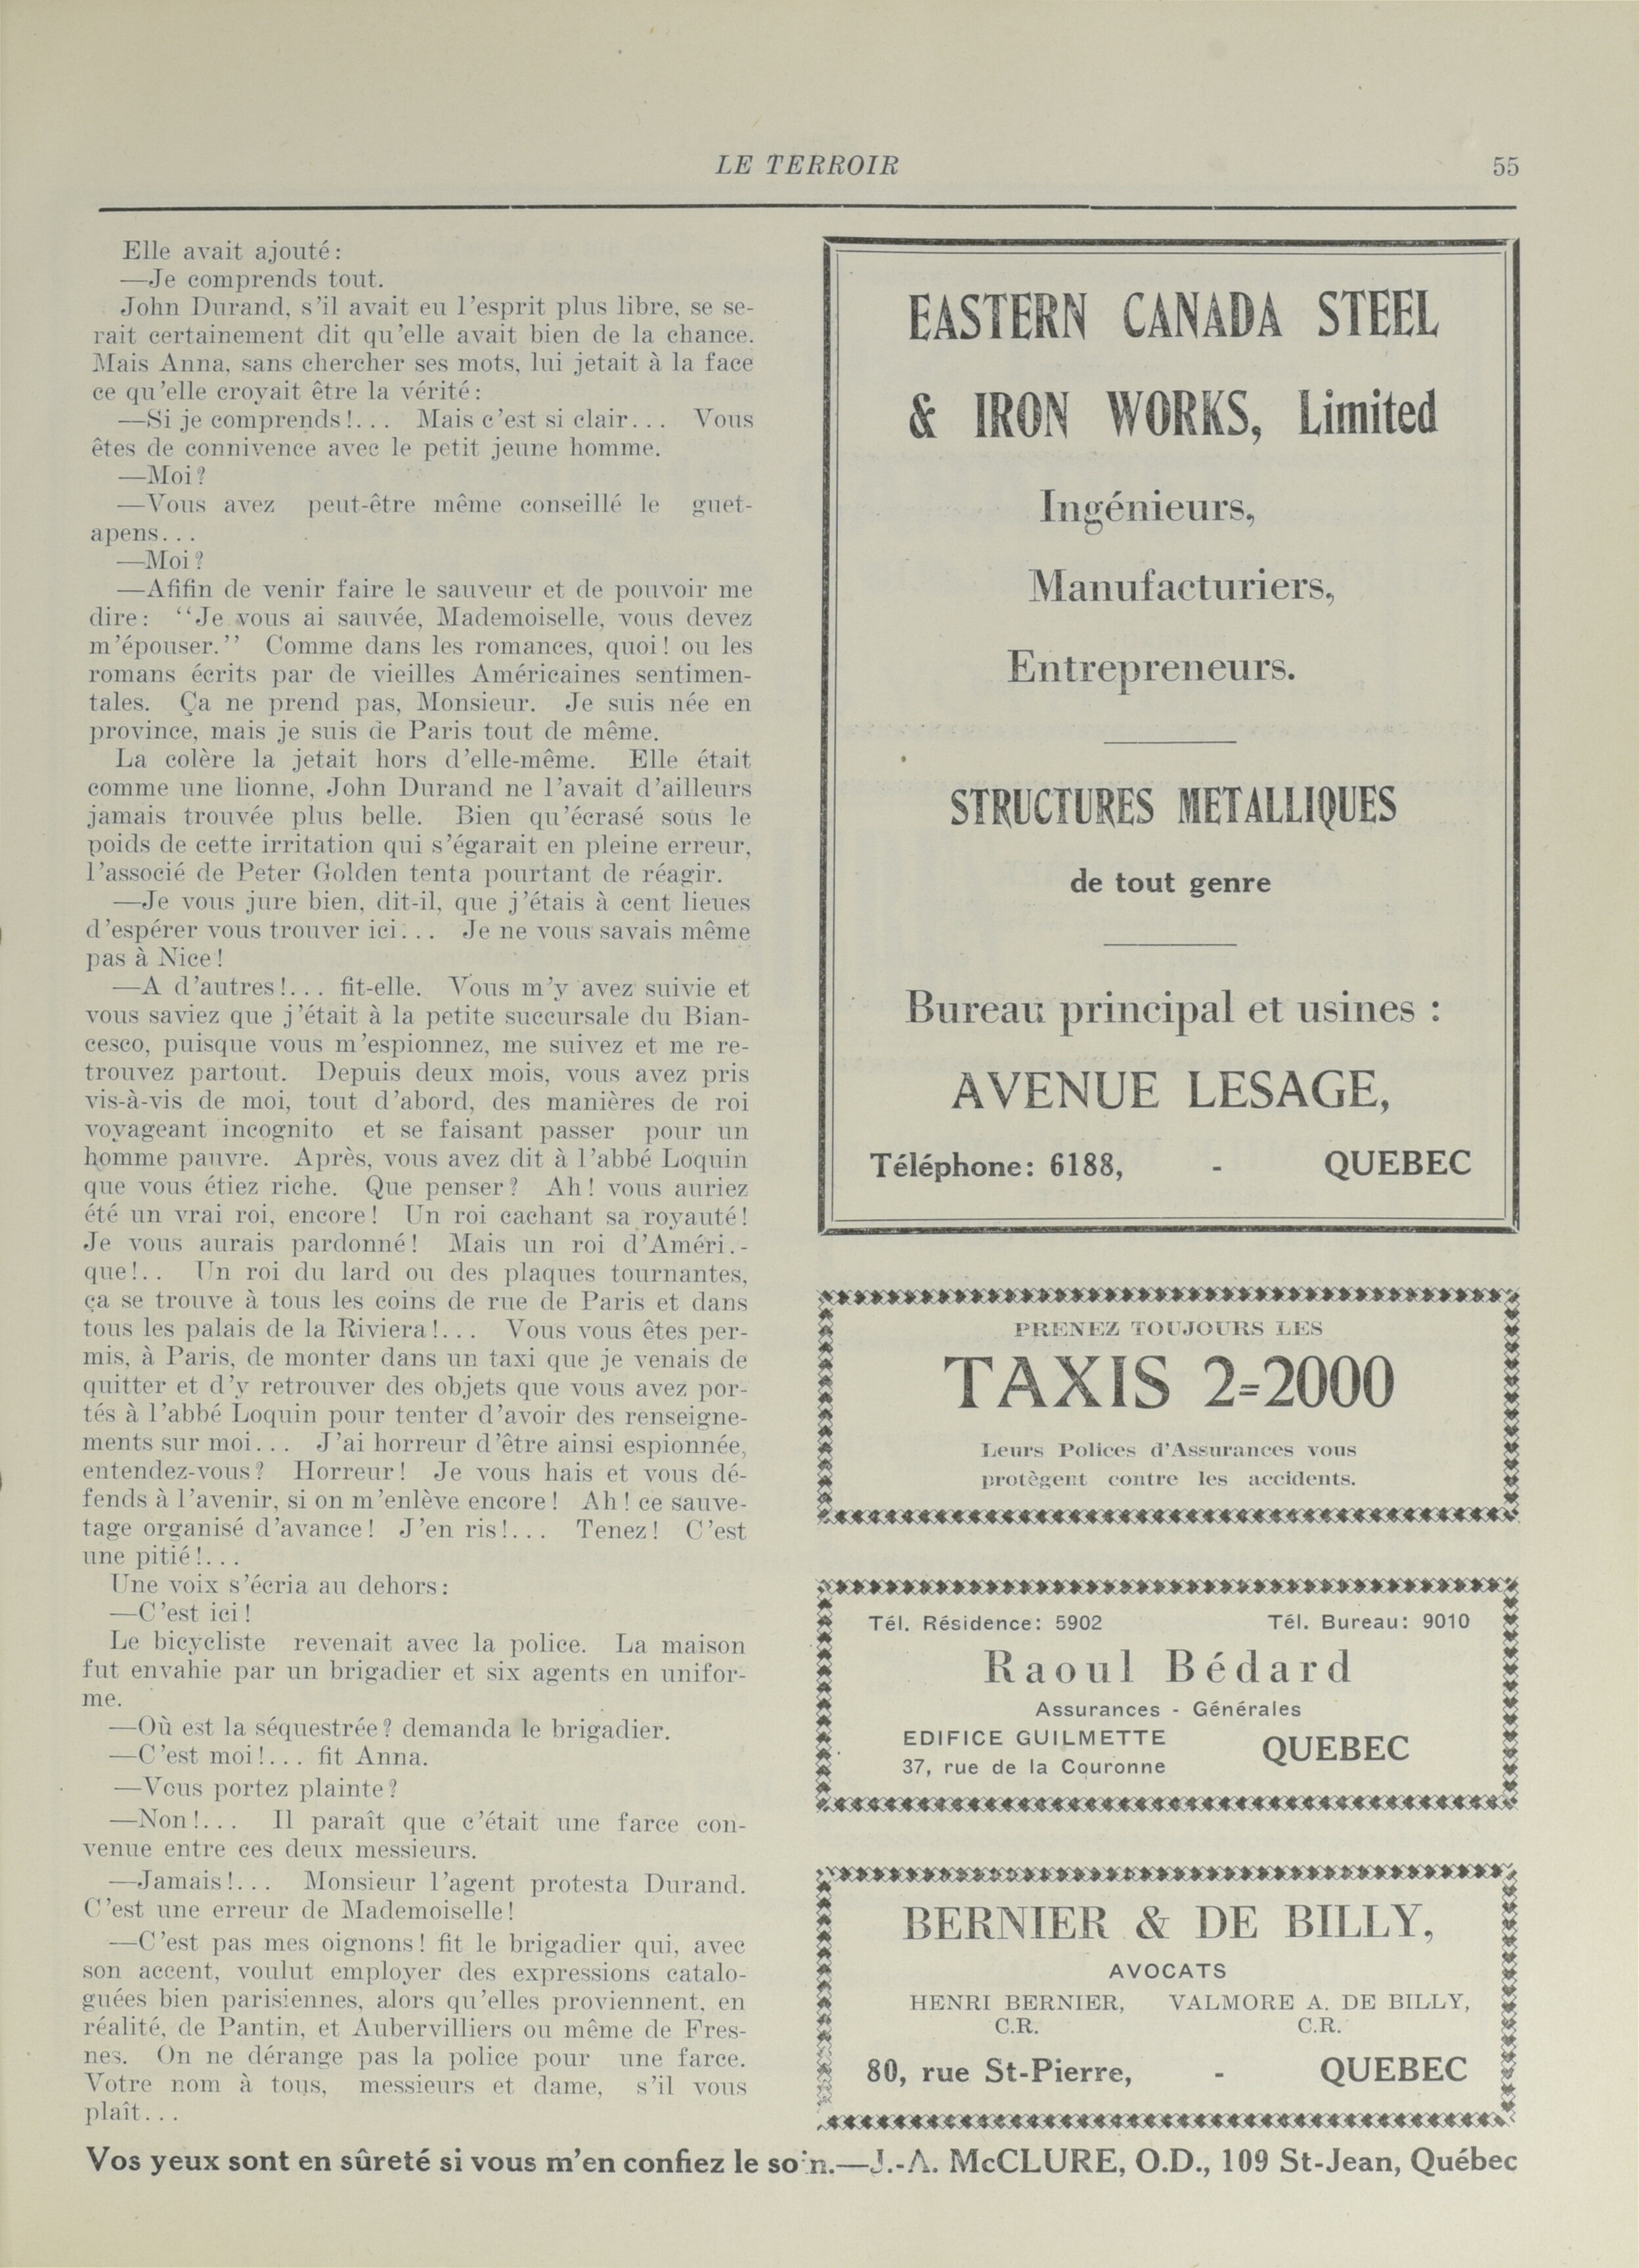 LE TERROIR
55
Elle avait ajouté:
—Je comprends tout.
John Durand, s'il avait eu l'esprit plus libre, se se-
rait certainement dit qu'elle avait bien de la chance.
Mais Anna, sans chercher ses mots, lui jetait à la face
ce qu'elle croyait être la vérité:
—Si je comprends!... Mais c'est si clair... Vous
êtes de connivence avec le petit jeune homme.
—Moi?
—Vous avez peut-être même conseillé le guet-
apens...
—Moi?
—Afifin de venir faire le sauveur et de pouvoir me
dire: "Je vous ai sauvée, Mademoiselle, vous devez
m'épouser." Comme dans les romances, quoi! ou les
romans écrits par de vieilles Américaines sentimen-
tales. Ça ne prend pas, Monsieur. Je suis née en
province, mais je suis de Paris tout de même.
La colère la jetait hors d'elle-même. Elle était
comme une lionne, John Durand ne l'avait d'ailleurs
jamais trouvée plus belle. Bien qu'écrasé sous le
poids de cette irritation qui s'égarait en pleine erreur,
l'associé de Peter Golden tenta pourtant de réagir.
—Je vous jure bien, dit-il, que j'étais à cent lieues
d'espérer vous trouver ici... Je ne vous savais même
pas à Nice!
—A d'autres!... fit-elle. Vous m'y avez suivie et
vous saviez que j'était à la petite succursale du Bian-
cesco, puisque vous m'espionnez, me suivez et me re-
trouvez partout. Depuis deux mois, vous avez pris
vis-à-vis de moi, tout d'abord, des manières de roi
voyageant incognito et se faisant passer pour un
homme pauvre. Après, vous avez dit à l'abbé Loquin
que vous étiez riche. Que penser? Ah! vous auriez
été un vrai roi, encore! Un roi cachant sa royauté!
Je vous aurais pardonné! Mais un roi d'Améri.-
que!.. Un roi du lard ou des plaques tournantes,
ça se trouve à tous les coins de rue de Paris et dans
tous les palais de la Riviera!... Vous vous êtes per-
mis, à Paris, de monter dans un taxi que je venais de
quitter et d'y retrouver des objets que vous avez por-
tés à l'abbé Loquin pour tenter d'avoir des renseigne-
ments sur moi... J'ai horreur d'être ainsi espionnée,
entendez-vous? Horreur! Je vous hais et vous dé-
fends à l'avenir, si on m'enlève encore! Ah! ce sauve-
tage organisé d'avance! J'en ris!... Tenez! C'est
une pitié!...
Une voix s'écria au dehors:
—C'est ici!
Le bicycliste revenait avec la police. La maison
fut envahie par un brigadier et six agents en unifor-
me.
—Où est la séquestrée? demanda le brigadier.
—C'est moi!... fit Anna.
—Vous portez plainte?
—Non!... Il paraît que c'était une farce con-
venue entre ces deux messieurs.
—Jamais!... Monsieur l'agent protesta Durand.
C'est une erreur de Mademoiselle!
—C'est pas mes oignons! fit le brigadier qui, avec
son accent, voulut employer des expressions catalo-
guées bien parisiennes, alors qu'elles proviennent, en
réalité, de Pantin, et Aubervilliers ou même de Fres-
nes. On ne dérange pas la police pour une farce.
Votre nom à tous, messieurs et dame, s'il vous
plaît...
EASTERN CANADA STEEL
& IRON WORKS, Limited
Ingénieurs,
Manufacturiers,
Entrepreneurs.
STRUCTURES METALLIQUES
de tout genre
Bureau principal et usines :
AVENUE LESAGE,
Téléphone: 6188, - QUEBEC
PRENEZ TOUJOURS LES
TAXIS 2=2000
Leurs Polices d'Assurances vous
protègent contre les accidents.
Tél. Résidence: 5902 Tél. Bureau: 9010
Raoul Bédard
Assurances - Générales
EDIFICE GUILMETTE
37, rue de la Couronne
QUEBEC
BERNIER & DE BILLY,
AVOCATS
HENRI BERNIER, VALMORE A. DE BILLY,
C.R. C.R.
80, rue St-Pierre, - QUEBEC
Vos yeux sont en sûreté si vous m'en confiez le soin.—J.-A. McCLURE, O.D., 109 St-Jean, Québec